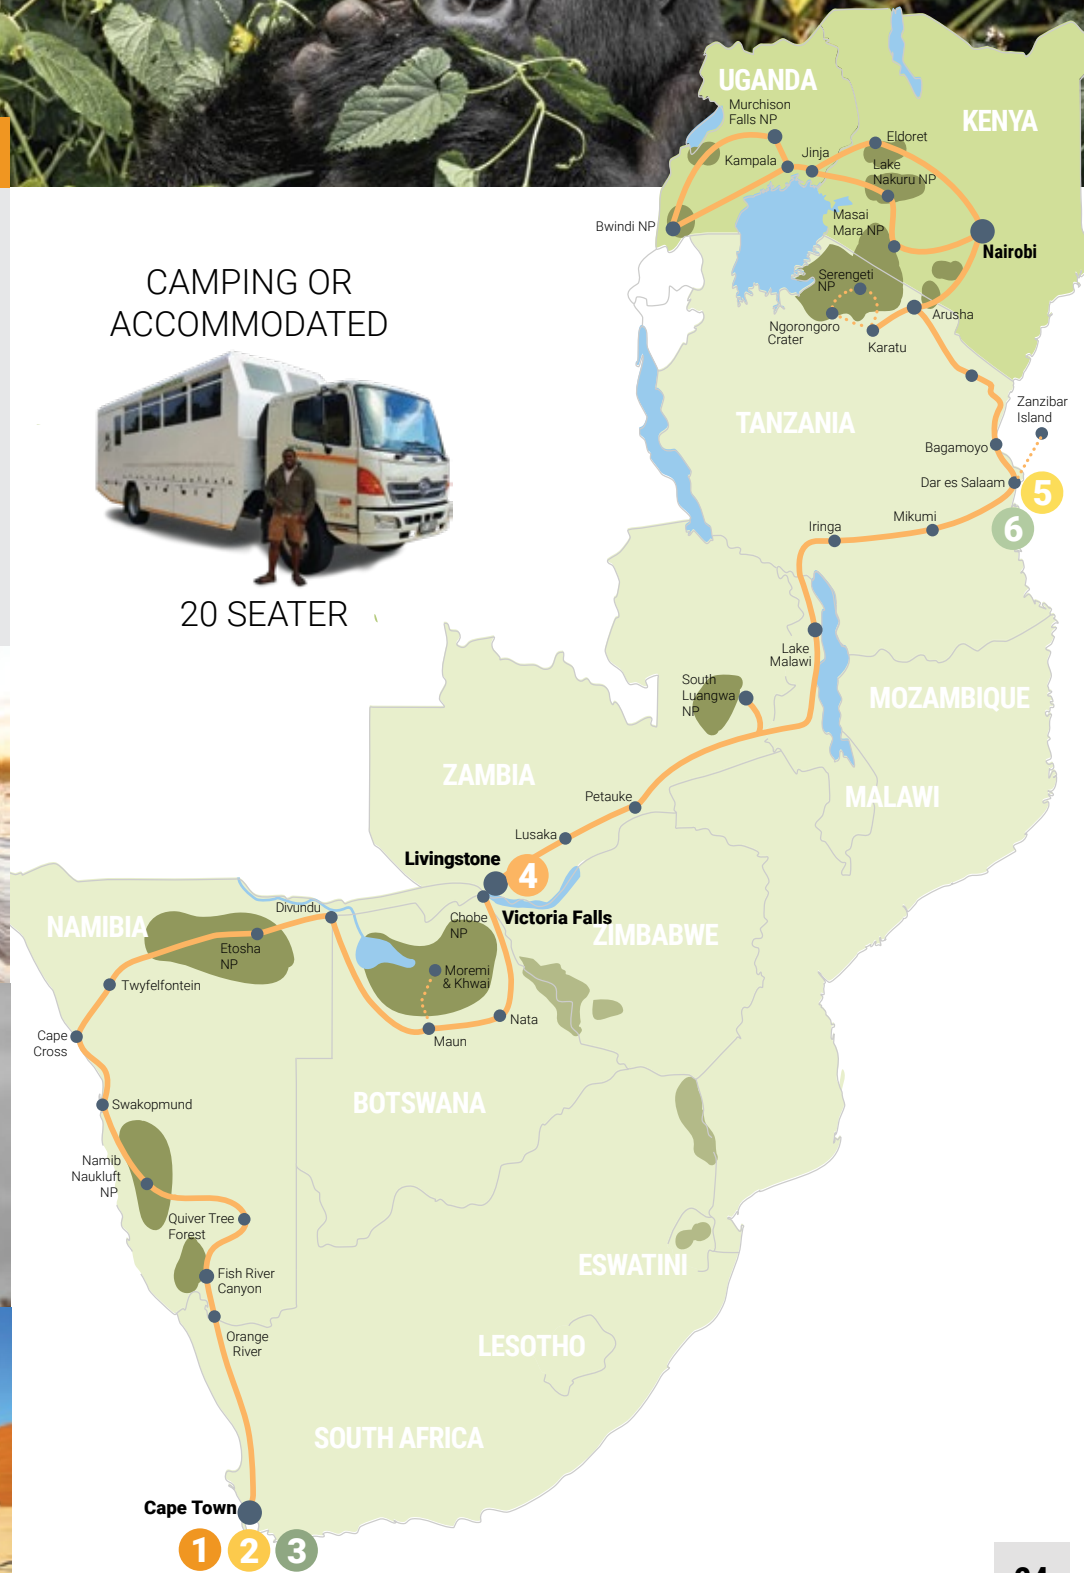 UGANDA
Murchison
Falls NP
KENYA
Eldoret
Jinja
Kampala
Lake
Nakuru NP
Masai
Mara NP
Bwindi NP
Nairobi
Serengeti
NP
Ngorongoro
Crater
Arusha
Karatu
CAMPING OR
ACCOMMODATED
20 SEATER
TANZANIA
Zanzibar
Island
Bagamoyo
Dar es Salaam
5
6
Mikumi
Iringa
Lake
Malawi
South
Luangwa
NP
MOZAMBIQUE
ZAMBIA
MALAWI
Petauke
Lusaka
Livingstone
4
Victoria Falls
ZIMBABWE
Chobe
NP
Divundu
NAMIBIA
Etosha
NP
Moremi
& Khwai
Twyfelfontein
Nata
Maun
Cape
Cross
BOTSWANA
Swakopmund
Namib
Naukluft
NP
Quiver Tree
Forest
Fish River
Canyon
ESWATINI
Orange
River
LESOTHO
SOUTH AFRICA
Cape Town
1 2 3